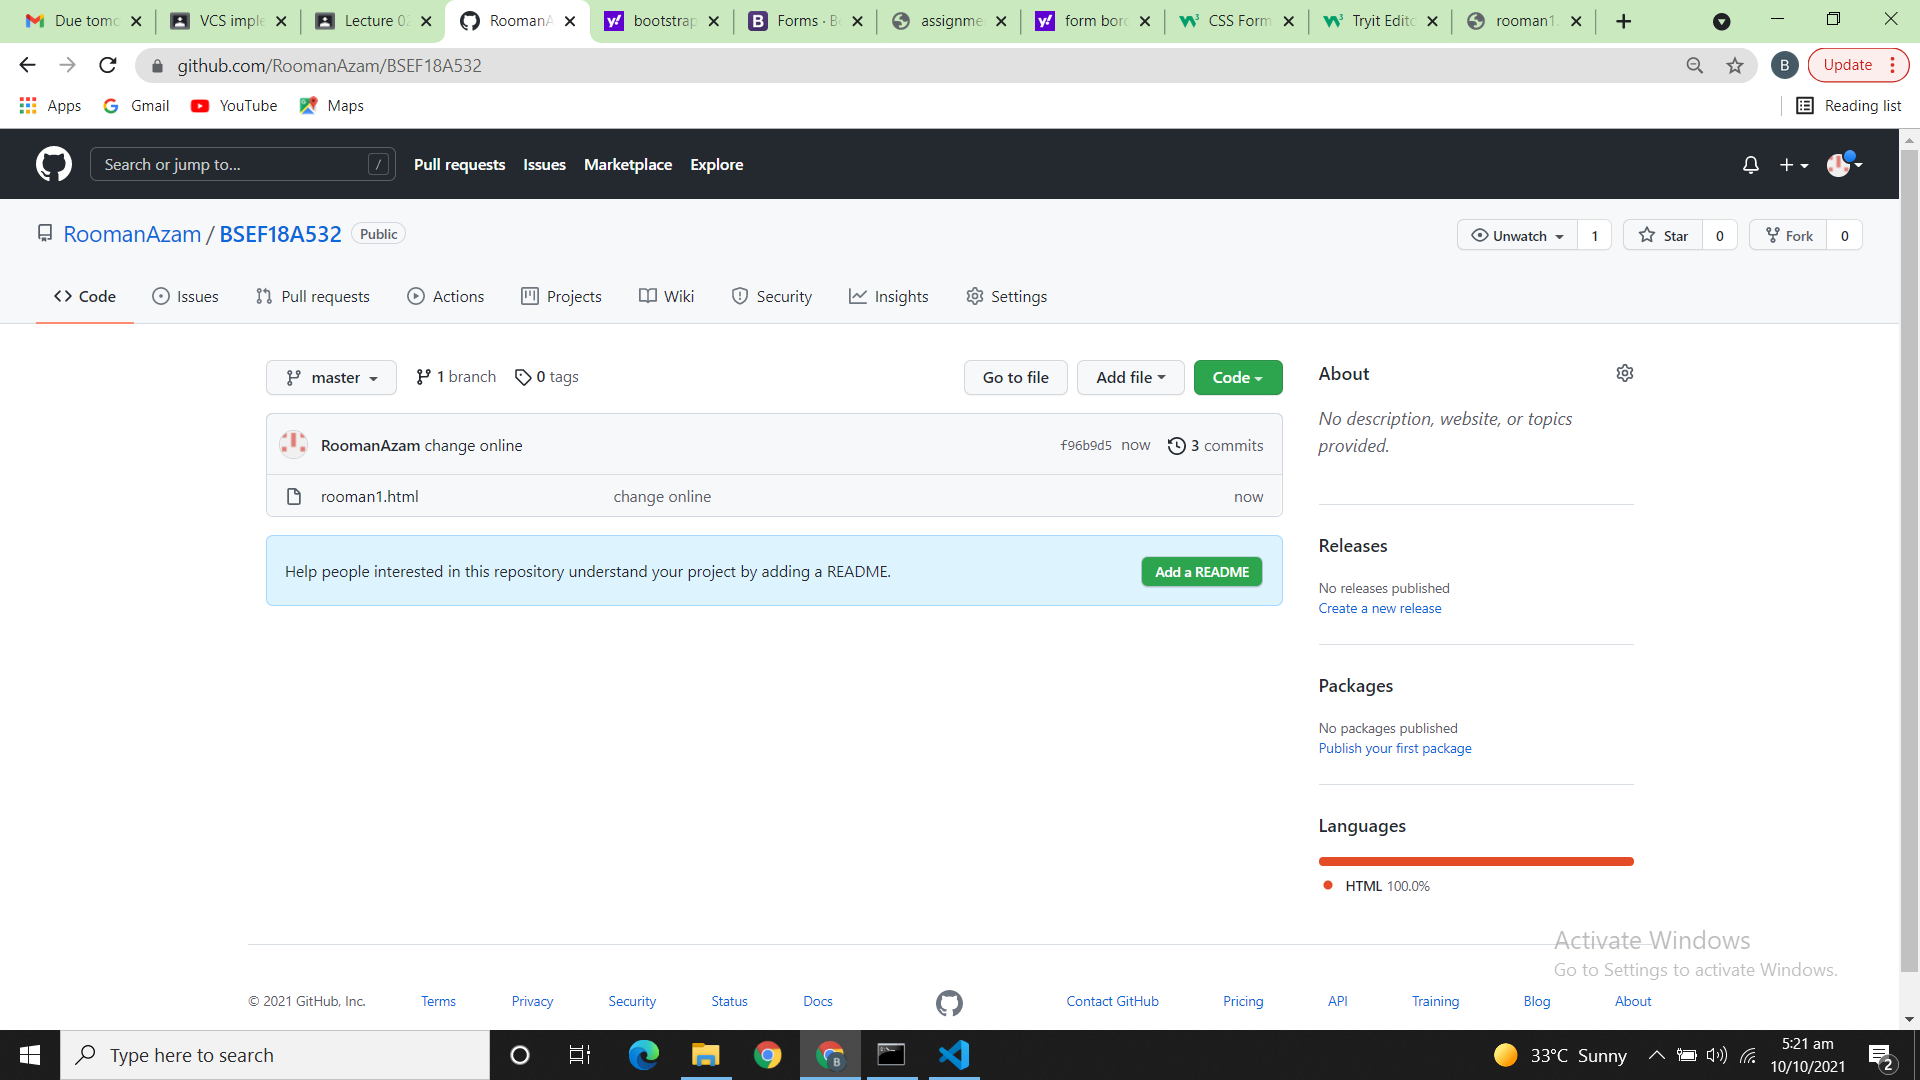 Due tomo
VCS imple
Lecture 02
RoomanA
bootstrap
Forms · Bo
assignme
form bord
CSS Form
Tryit Edito
rooman1.
github.com/RoomanAzam/BSEF18A532
B
Update
Apps
Gmail
YouTube
Maps
Reading list
Search or jump to...
/
Pull requests
Issues
Marketplace
Explore
RoomanAzam / BSEF18A532
Public
Unwatch
1
Star
0
Fork
0
Code
Issues
Pull requests
Actions
Projects
Wiki
Security
Insights
Settings
master
1 branch
0 tags
Go to file
Add file
Code
RoomanAzam change online
f96b9d5 now
3 commits
rooman1.html
change online
now
Help people interested in this repository understand your project by adding a README.
Add a README
About
No description, website, or topics
provided.
Releases
No releases published
Create a new release
Packages
No packages published
Publish your first package
Languages
HTML 100.0%
Activate Windows
Go to Settings to activate Windows.
© 2021 GitHub, Inc.
Terms
Privacy
Security
Status
Docs
Contact GitHub
Pricing
API
Training
Blog
About
Type here to search
33°C Sunny
5:21 am
10/10/2021
2